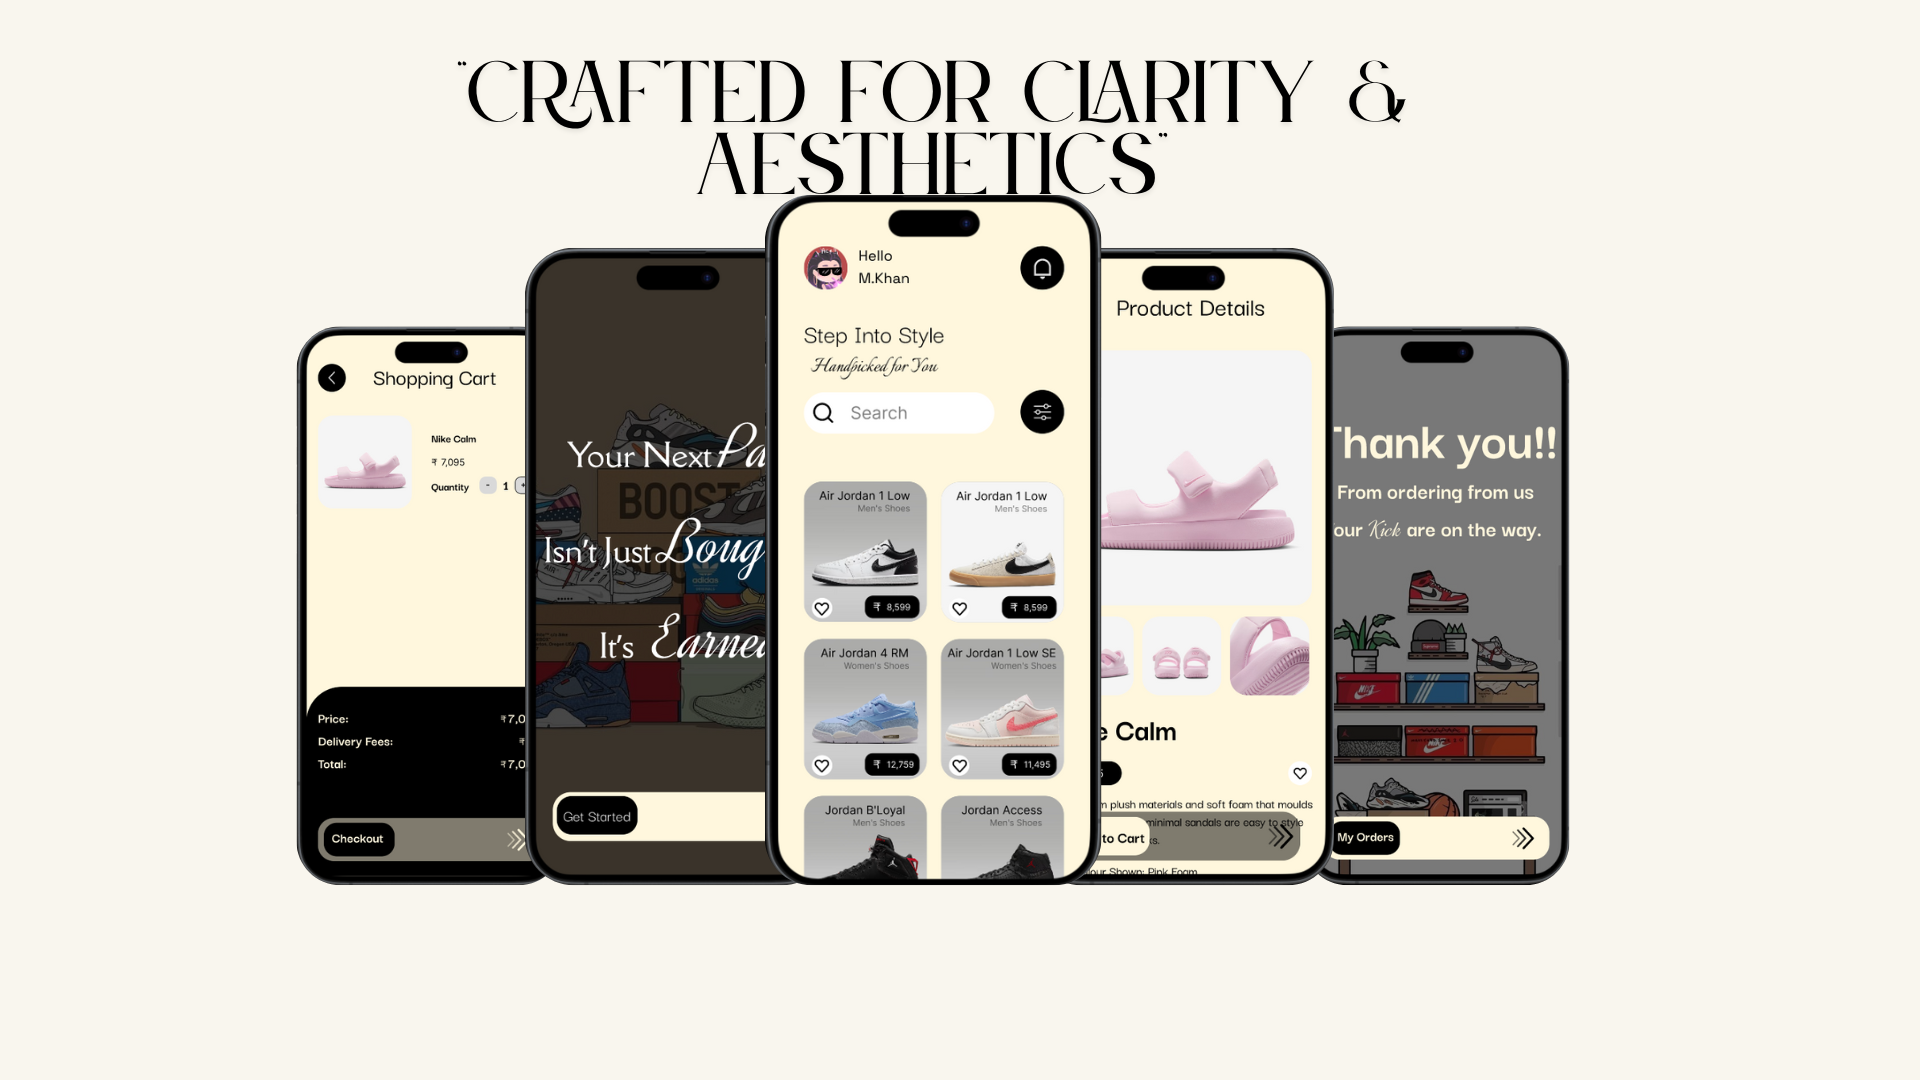 "CRAFTED FOR CLARITY &
AESTHETICS"
Shopping Cart
Nike Calm
₹ 7,095
Quantity - 1 +
Price: ₹7,0
Delivery Fees: ₹
Total: ₹7,0
Checkout
Your Next Pa
BOOST
Isn't Just Boug
adidas
It's Earned
Get Started
Hello
M.Khan
Step Into Style
Handpicked for You
Search
Air Jordan 1 Low
Men's Shoes
₹ 8,599
Air Jordan 1 Low
Men's Shoes
₹ 8,599
Air Jordan 4 RM
Women's Shoes
₹ 12,759
Air Jordan 1 Low SE
Women's Shoes
₹ 11,495
Jordan B'Loyal
Men's Shoes
Jordan Access
Men's Shoes
Product Details
e Calm
5
m plush materials and soft foam that moulds
minimal sandals are easy to style
ks.
to Cart
our Shown: Pink Foam
Thank you!!
From ordering from us
our Kick are on the way.
My Orders